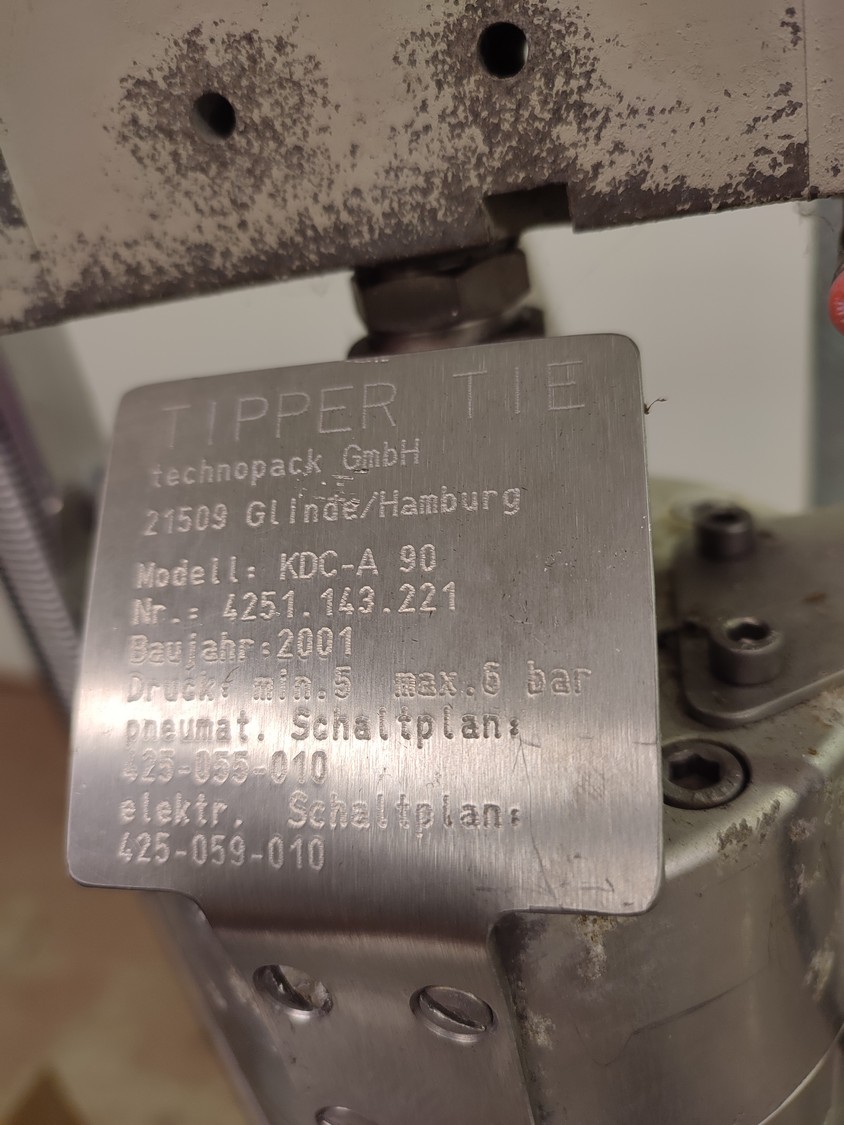 TIPPER TIE
technopack GmbH
21509 Glinde/Hamburg
Modell: KDC-A 90
Nr.: 4251.143.221
Baujahr:2001
Druck: min.5 max.6 bar
pneumat. Schaltplan:
425-055-010
elektr. Schaltplan:
425-059-010